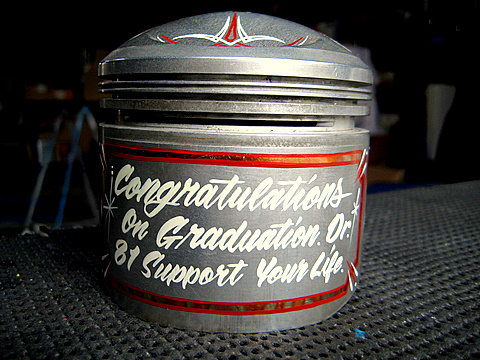 Congratulations
on Graduation. Dr.
81 Support Your Life.